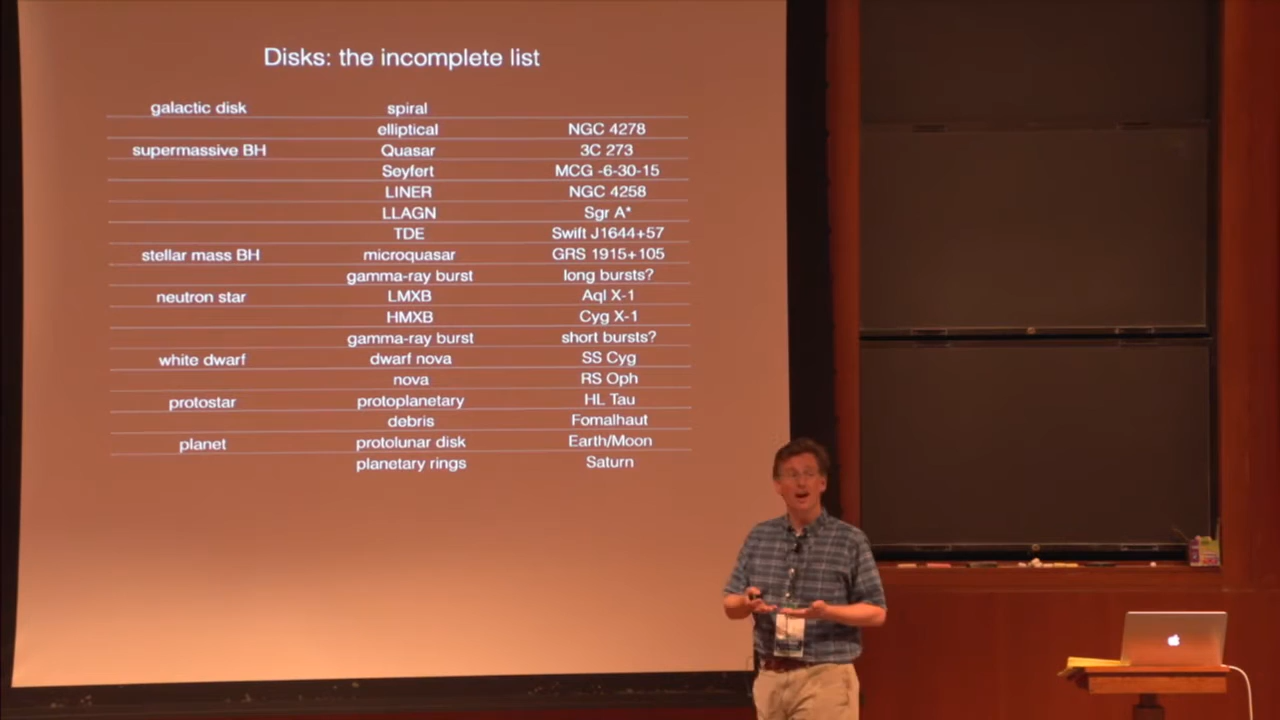 Disks: the incomplete list
galactic disk spiral
elliptical NGC 4278
supermassive BH Quasar 3C 273
Seyfert MCG -6-30-15
LINER NGC 4258
LLAGN Sgr A*
TDE Swift J1644+57
stellar mass BH microquasar GRS 1915+105
gamma-ray burst long bursts?
neutron star LMXB Aql X-1
HMXB Cyg X-1
gamma-ray burst short bursts?
white dwarf dwarf nova SS Cyg
nova RS Oph
protostar protoplanetary HL Tau
debris Fomalhaut
planet protolunar disk Earth/Moon
planetary rings Saturn